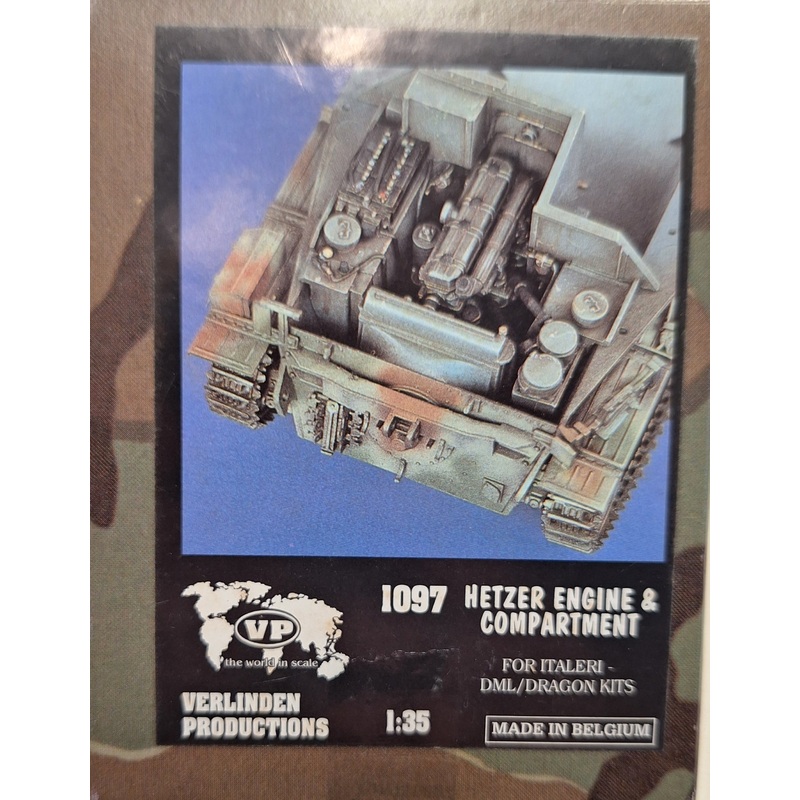 1097 HETZER ENGINE &
COMPARTMENT
VP
the world in scale
FOR ITALERI -
DML/DRAGON KITS
VERLINDEN
PRODUCTIONS
1:35
MADE IN BELGIUM